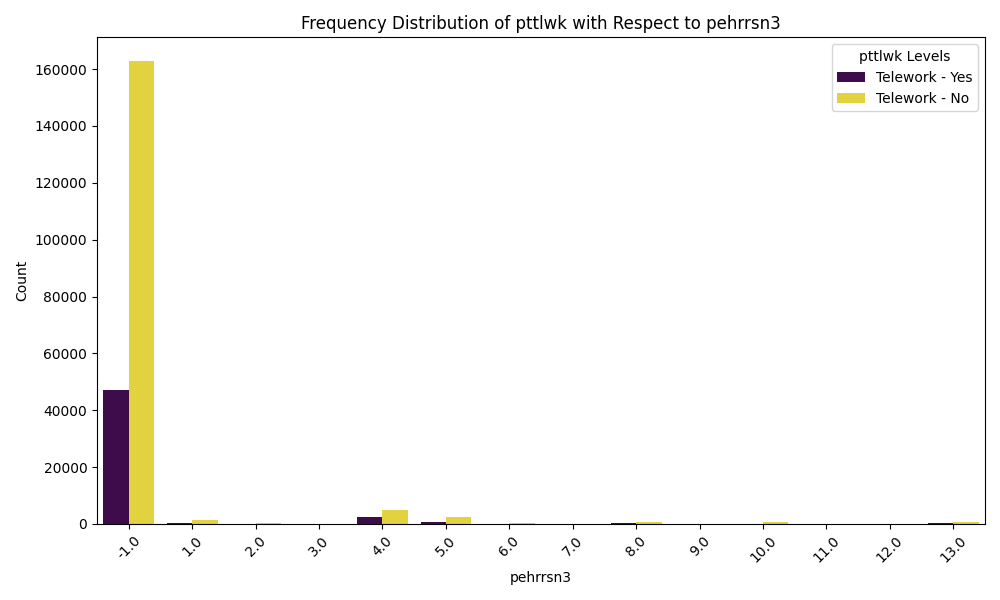 Frequency Distribution of pttlwk with Respect to pehrrsn3
pttlwk Levels
Telework - Yes
Telework - No
Count
160000
140000
120000
100000
80000
60000
40000
20000
0
-1.0 1.0 2.0 3.0 4.0 5.0 6.0 7.0 8.0 9.0 10.0 11.0 12.0 13.0
pehrrsn3